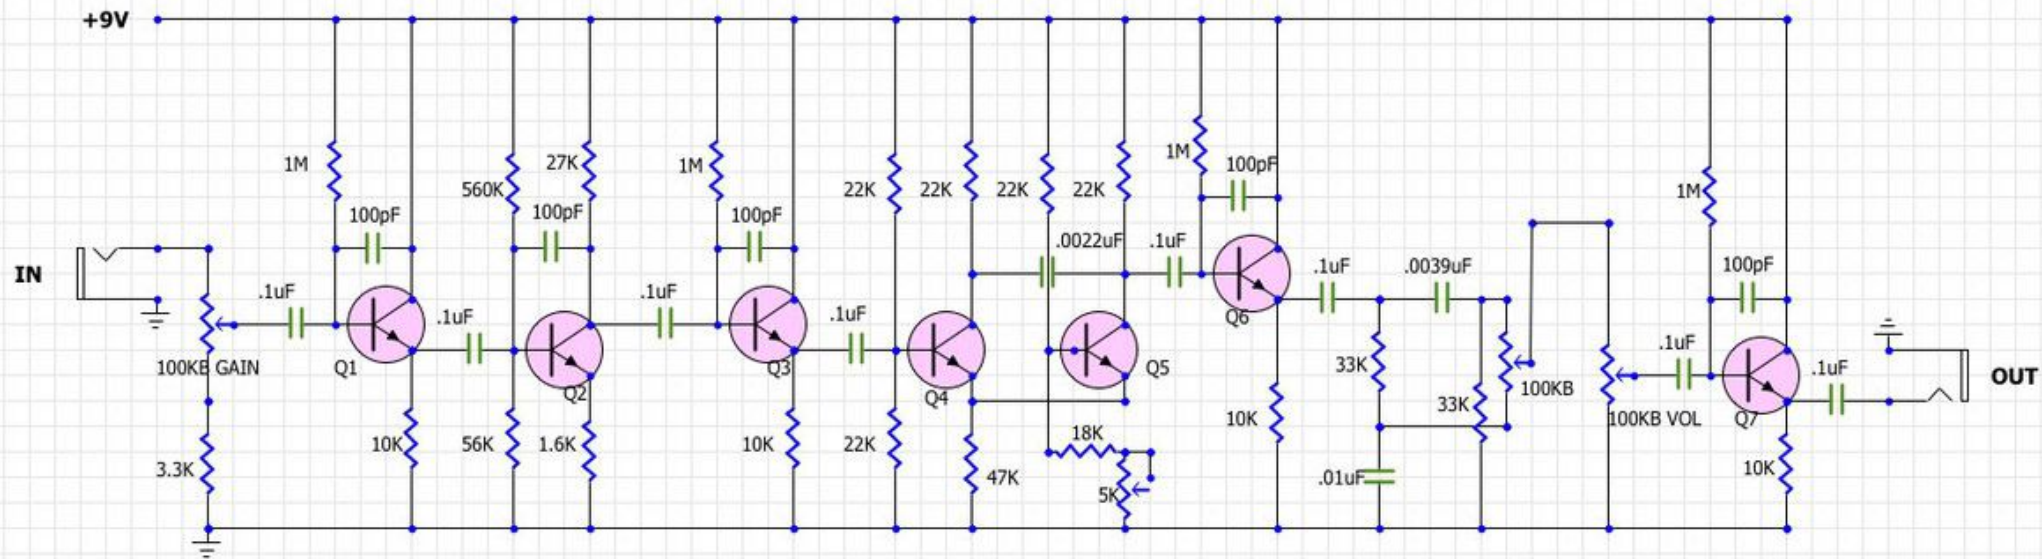 +9V
1M
100pF
560K
27K
100pF
1M
100pF
22K
22K
22K
22K
1M
100pF
1M
100pF
IN
.1uF
100KB GAIN
3.3K
Q1
.1uF
10K
56K
Q2
1.6K
.1uF
Q3
10K
.1uF
Q4
22K
47K
.0022uF
Q5
18K
5K
.1uF
Q6
10K
.1uF
.0039uF
33K
33K
100KB
.01uF
100KB VOL
.1uF
Q7
10K
.1uF
OUT